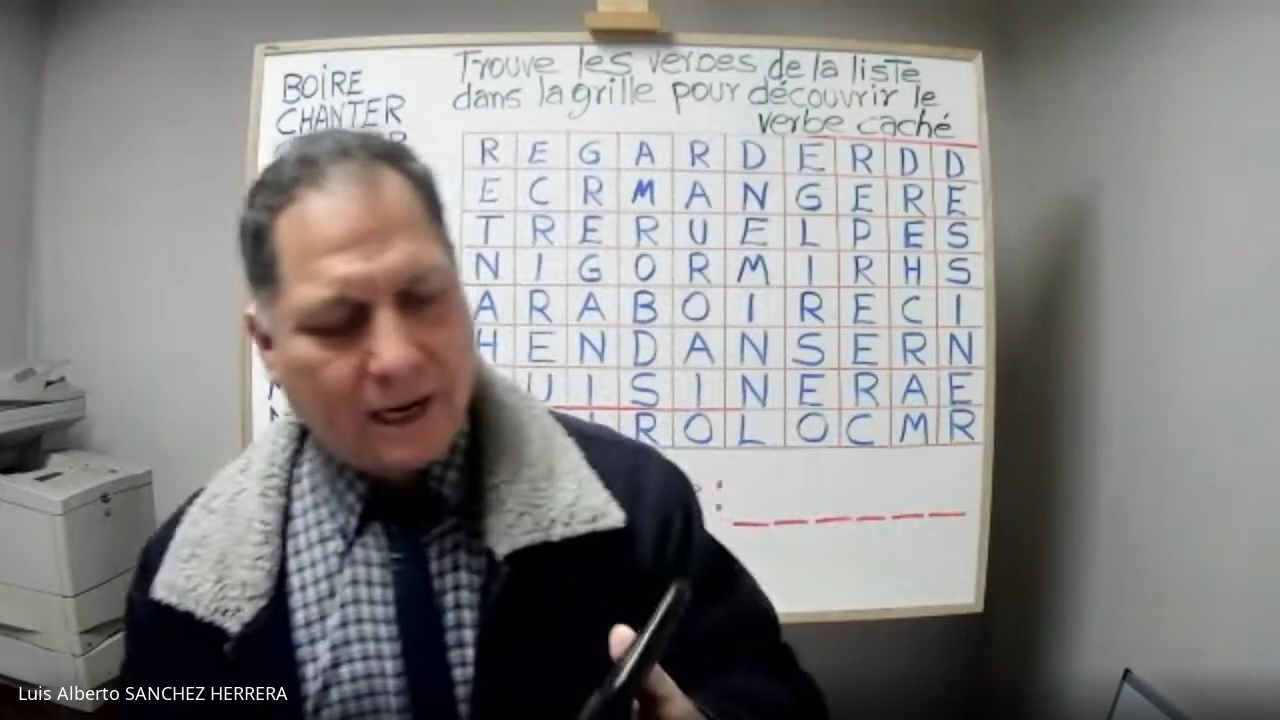 Trouve les verbes de la liste
dans la grille pour découvrir le
verbe caché
BOIRE
CHANTER
R E G A R D E R D D
E C R M A N G E R E
T R E R U E L P E S
N I G O R M I R H S
A R A B O I R E C I
H E N D A N S E R N
U I S I N E R A E
R O L O C M R
Luis Alberto SANCHEZ HERRERA